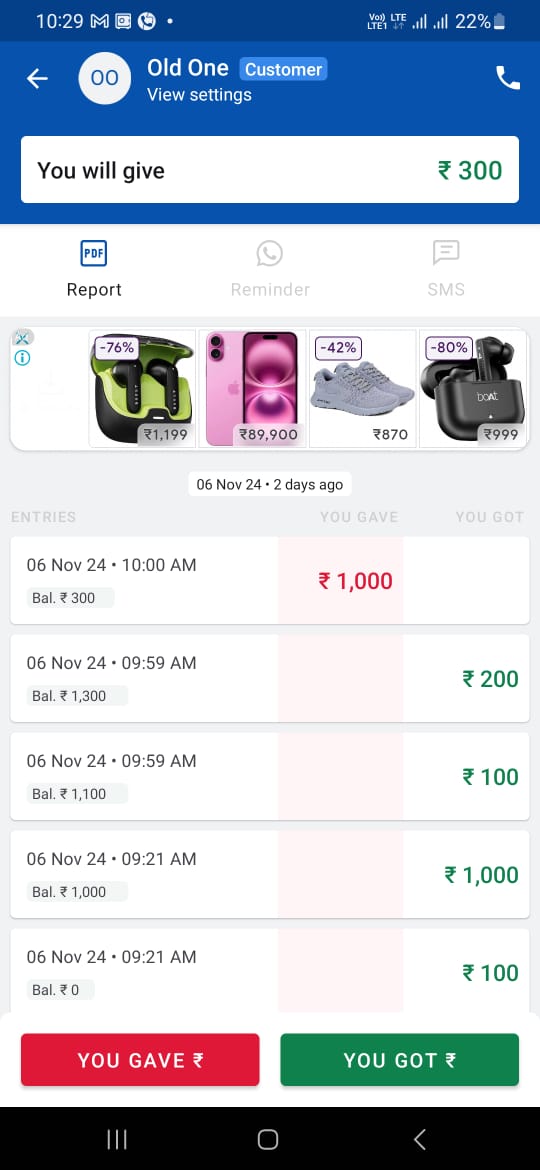 10:29
Vo) LTE
LTE1
22%
OO
Old One Customer
View settings
You will give ₹ 300
PDF
Report Reminder SMS
-76% -42% -80%
boAt
₹1,199 ₹89,900 ₹870 ₹999
06 Nov 24 • 2 days ago
ENTRIES YOU GAVE YOU GOT
06 Nov 24 • 10:00 AM
₹ 1,000
Bal. ₹ 300
06 Nov 24 • 09:59 AM
₹ 200
Bal. ₹ 1,300
06 Nov 24 • 09:59 AM
₹ 100
Bal. ₹ 1,100
06 Nov 24 • 09:21 AM
₹ 1,000
Bal. ₹ 1,000
06 Nov 24 • 09:21 AM
₹ 100
Bal. ₹ 0
YOU GAVE ₹ YOU GOT ₹